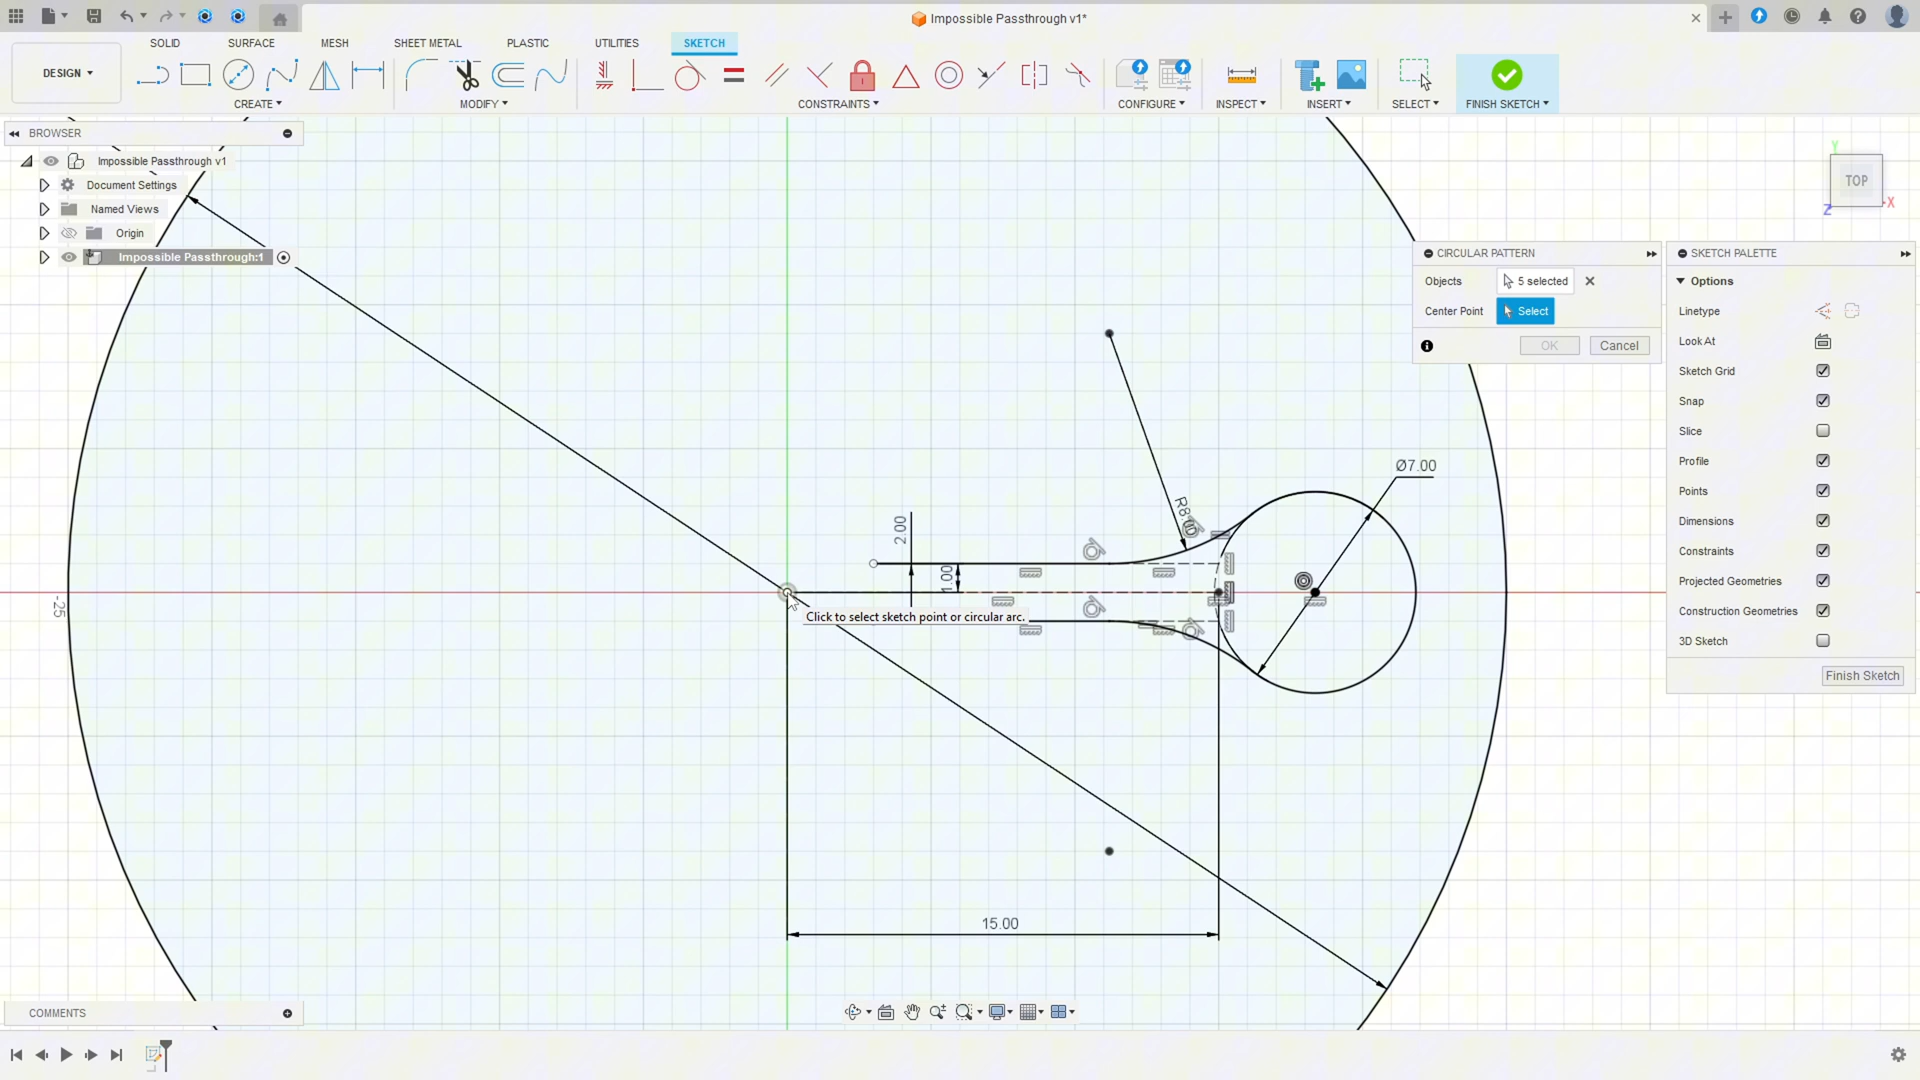 Impossible Passthrough v1*
SOLID
SURFACE
MESH
SHEET METAL
PLASTIC
UTILITIES
SKETCH
DESIGN
CREATE
MODIFY
CONSTRAINTS
CONFIGURE
INSPECT
INSERT
SELECT
FINISH SKETCH
BROWSER
Impossible Passthrough v1
Document Settings
Named Views
Origin
Impossible Passthrough:1
Y
TOP
X
Z
CIRCULAR PATTERN
Objects
5 selected
Center Point
Select
OK
Cancel
SKETCH PALETTE
Options
Linetype
Look At
Sketch Grid
Snap
Slice
Profile
Points
Dimensions
Constraints
Projected Geometries
Construction Geometries
3D Sketch
Finish Sketch
Ø7.00
R8.00
2.00
1.00
-25
Click to select sketch point or circular arc.
15.00
COMMENTS